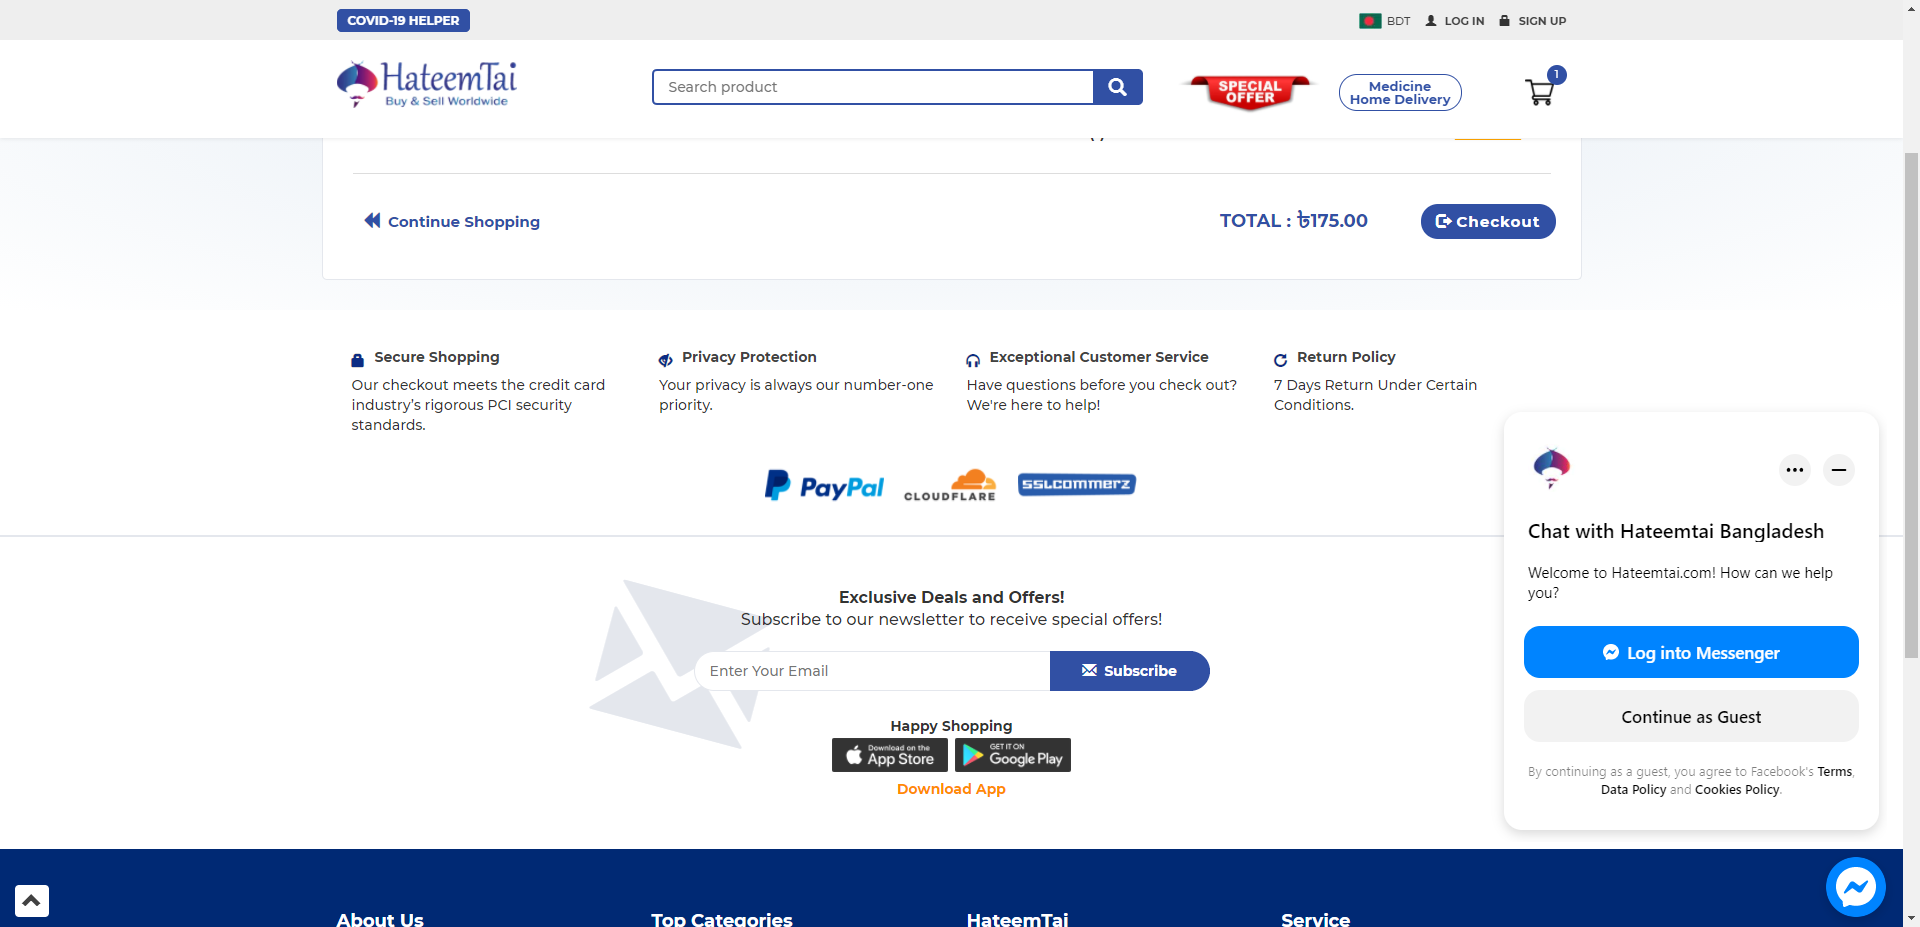 COVID-19 HELPER
BDT
LOG IN
SIGN UP
HateemTai
Buy & Sell Worldwide
Search product
SPECIAL
OFFER
Medicine
Home Delivery
1
Continue Shopping
TOTAL : ৳175.00
Checkout
Secure Shopping
Our checkout meets the credit card
industry’s rigorous PCI security
standards.
Privacy Protection
Your privacy is always our number-one
priority.
Exceptional Customer Service
Have questions before you check out?
We're here to help!
Return Policy
7 Days Return Under Certain
Conditions.
PayPal
CLOUDFLARE
SSLCOMMERZ
Exclusive Deals and Offers!
Subscribe to our newsletter to receive special offers!
Enter Your Email
Subscribe
Happy Shopping
Download on the
App Store
GET IT ON
Google Play
Download App
Chat with Hateemtai Bangladesh
Welcome to Hateemtai.com! How can we help
you?
Log into Messenger
Continue as Guest
By continuing as a guest, you agree to Facebook's Terms,
Data Policy and Cookies Policy.
About Us
Top Categories
HateemTai
Service